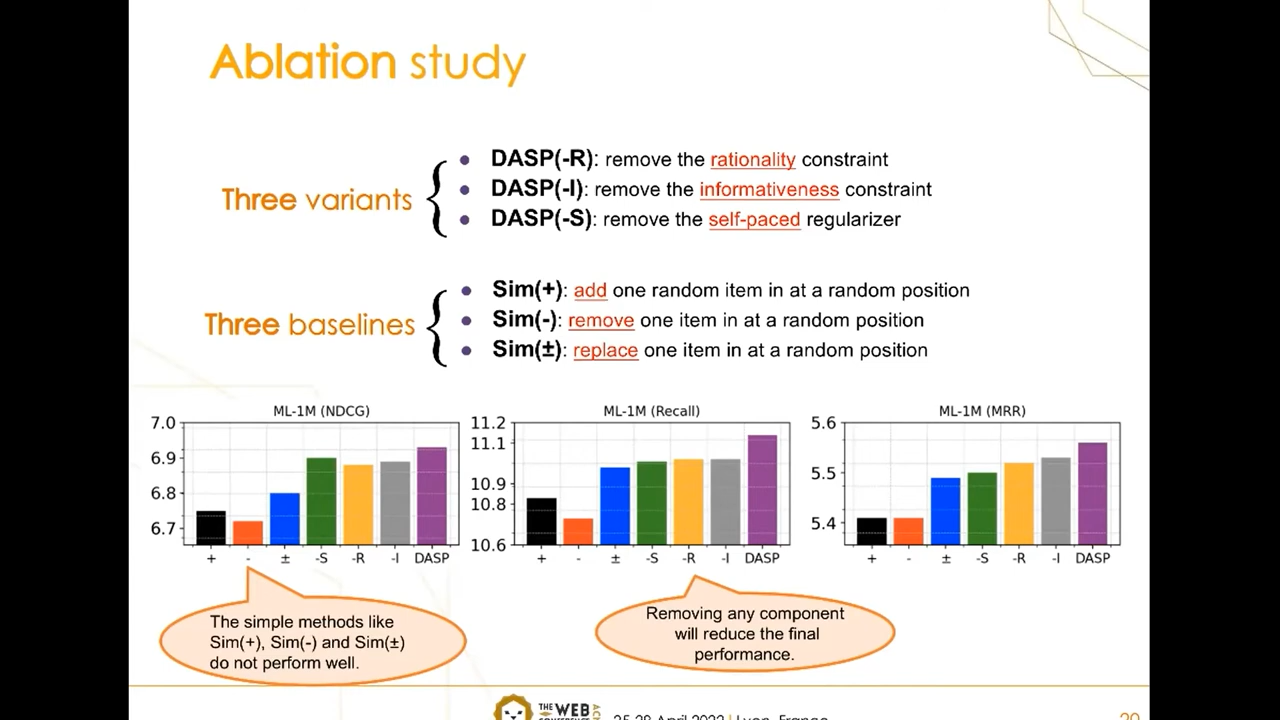 Ablation study
Three variants
DASP(-R): remove the rationality constraint
DASP(-I): remove the informativeness constraint
DASP(-S): remove the self-paced regularizer
Three baselines
Sim(+): add one random item in at a random position
Sim(-): remove one item in at a random position
Sim(±): replace one item in at a random position
ML-1M (NDCG)
7.0
6.9
6.8
6.7
+ - ± -S -R -I DASP
ML-1M (Recall)
11.2
11.1
10.9
10.8
10.6
+ - ± -S -R -I DASP
ML-1M (MRR)
5.6
5.5
5.4
+ - ± -S -R -I DASP
The simple methods like
Sim(+), Sim(-) and Sim(±)
do not perform well.
Removing any component
will reduce the final
performance.
THE WEB